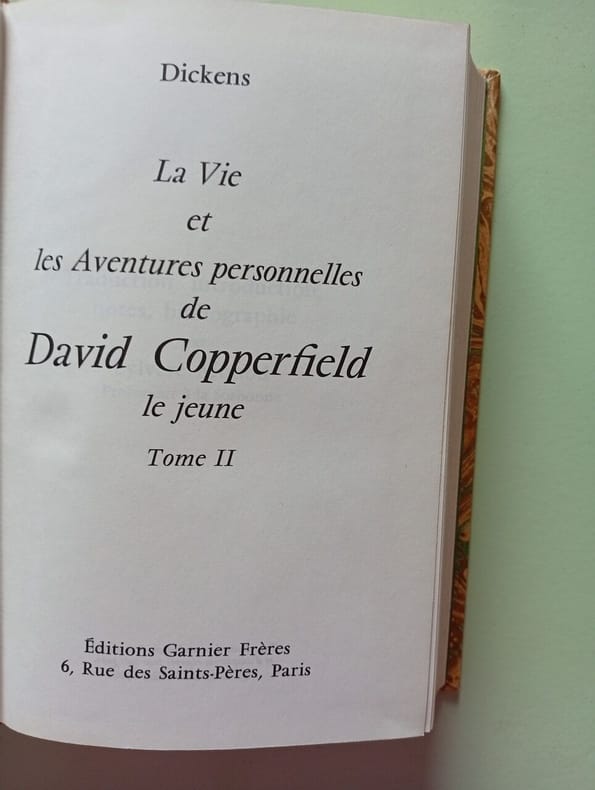 Dickens
La Vie
et
les Aventures personnelles
de
David Copperfield
le jeune
Tome II
Éditions Garnier Frères
6, Rue des Saints-Pères, Paris